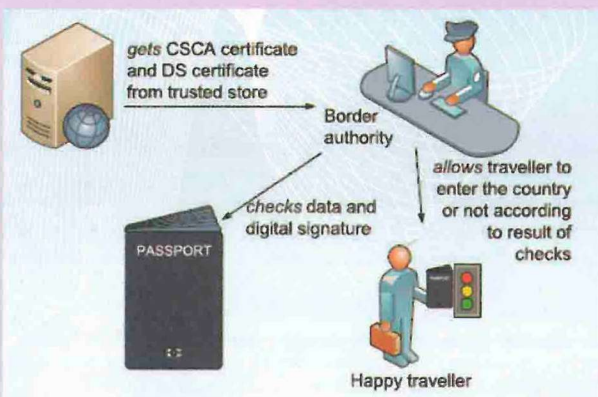 gets CSCA certificate
and DS certificate
from trusted store
Border
authority
allows traveller to
enter the country
or not according
to result of
checks
checks data and
digital signature
PASSPORT
Happy traveller